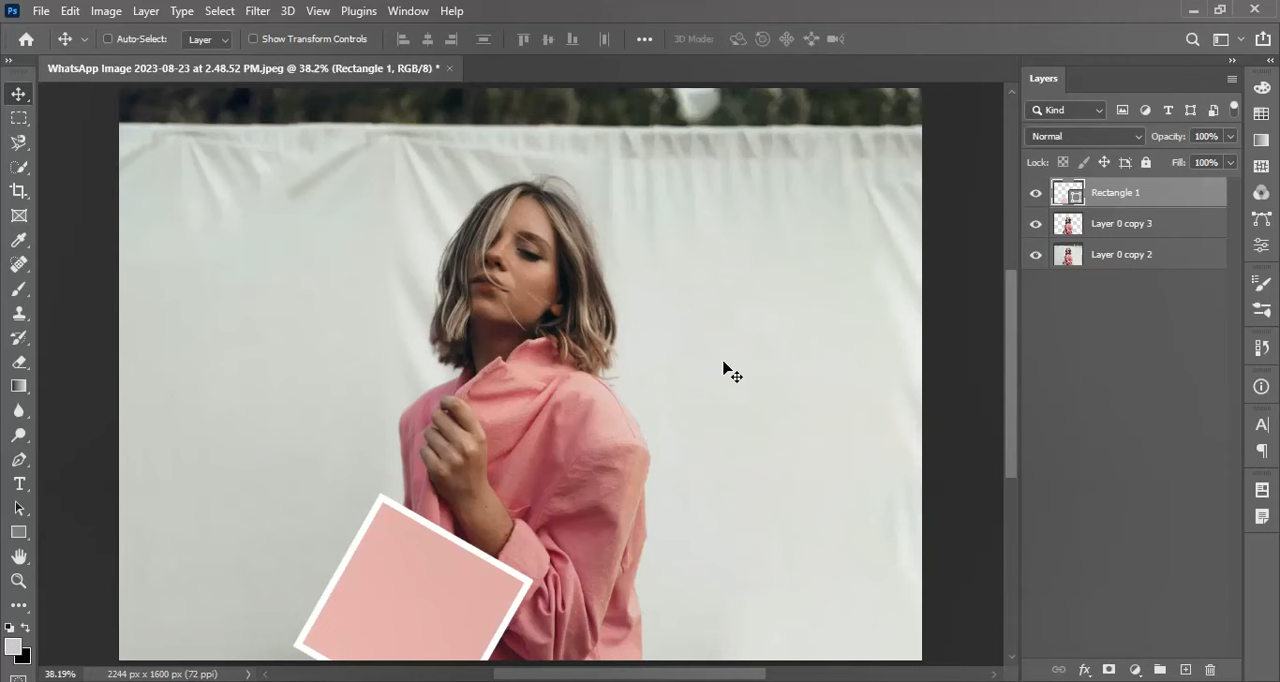 Ps File Edit Image Layer Type Select Filter 3D View Plugins Window Help
Auto-Select: Layer Show Transform Controls ••• 3D Mode:
WhatsApp Image 2023-08-23 at 2.48.52 PM.jpeg @ 38.2% (Rectangle 1, RGB/8) * ×
Layers
Kind
Normal Opacity: 100%
Lock: Fill: 100%
Rectangle 1
Layer 0 copy 3
Layer 0 copy 2
38.19% 2244 px x 1600 px (72 ppi)